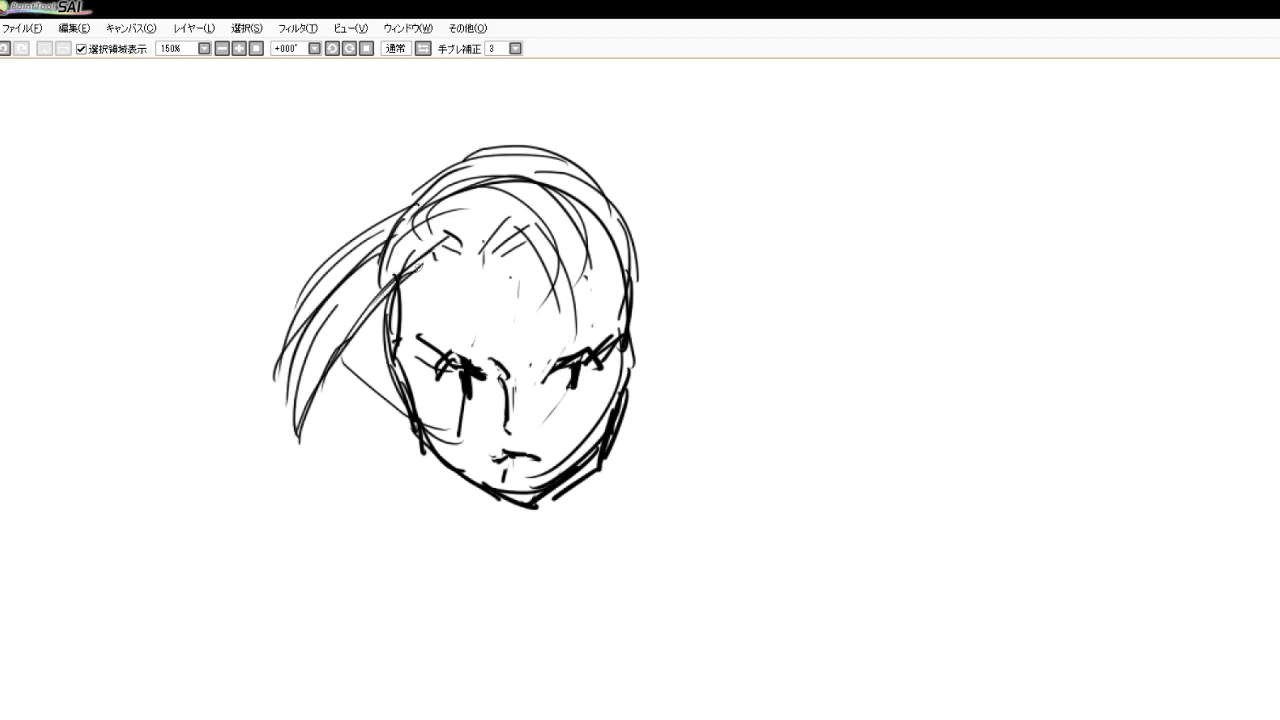 PaintTool SAI
ファイル(F) 編集(E) キャンバス(C) レイヤー(L) 選択(S) フィルタ(T) ビュー(V) ウィンドウ(W) その他(O)
選択領域表示 150% +000° 通常 手ブレ補正 3